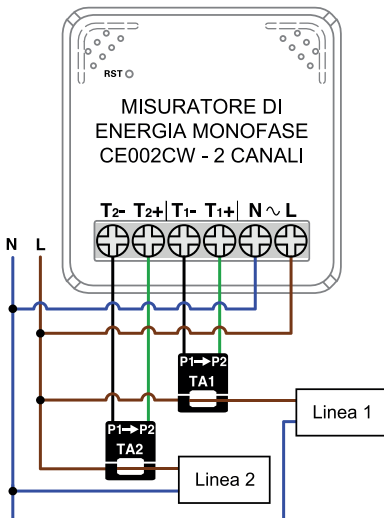 RST
MISURATORE DI
ENERGIA MONOFASE
CE002CW - 2 CANALI
T2- T2+ T1- T1+ N ~ L
N L
P1→P2
TA1
Linea 1
P1→P2
TA2
Linea 2